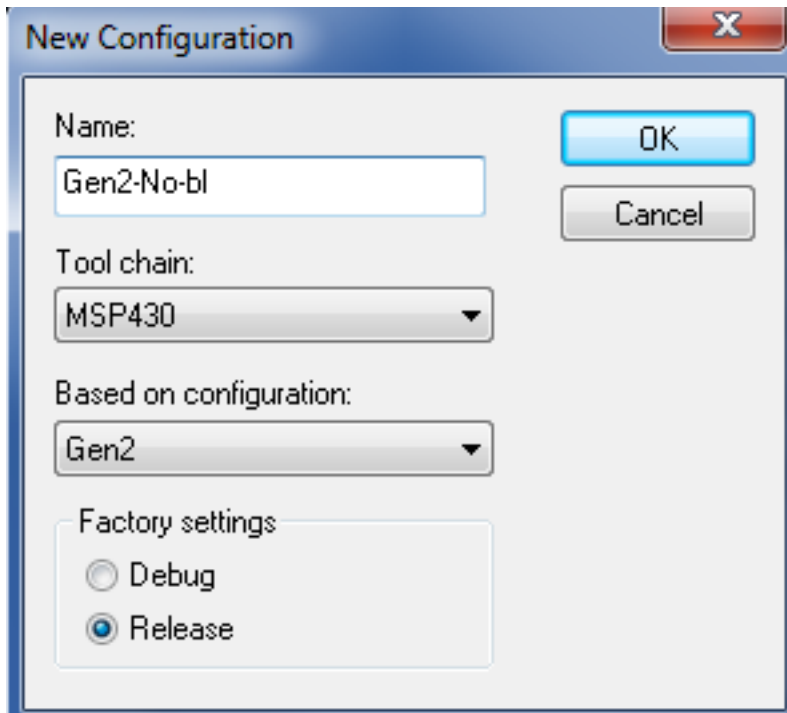 New Configuration
Name:
OK
Gen2-No-bl
Cancel
Tool chain:
MSP430
Based on configuration:
Gen2
Factory settings
Debug
Release